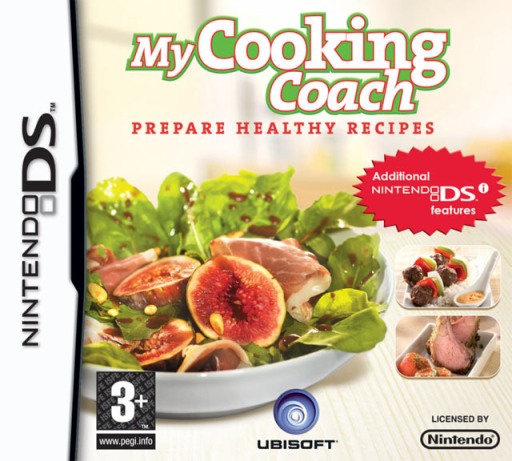 NINTENDO DS™
My Cooking
Coach
PREPARE HEALTHY RECIPES
Additional
NINTENDO DS i
features
3+
www.pegi.info
UBISOFT
LICENSED BY
Nintendo